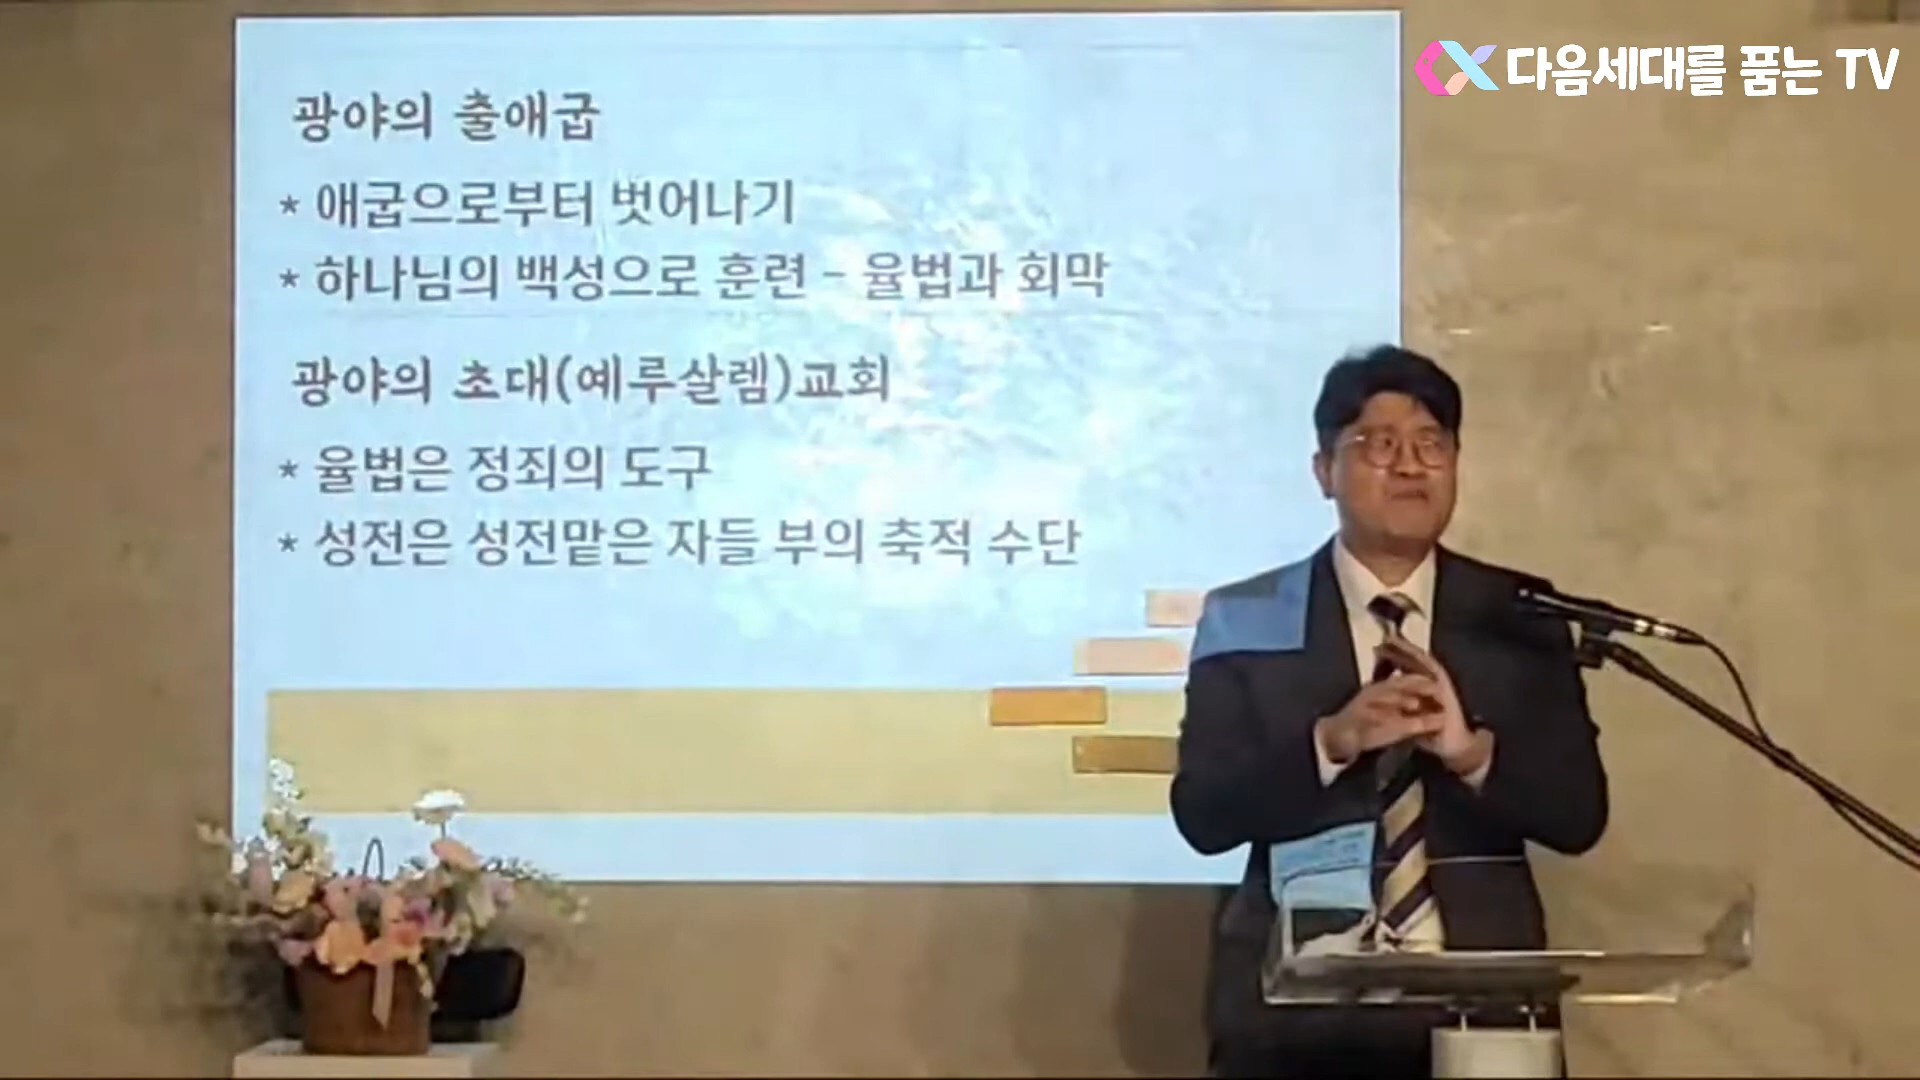 다음세대를 품는 TV
광야의 출애굽
* 애굽으로부터 벗어나기
* 하나님의 백성으로 훈련 - 율법과 회막
광야의 초대(예루살렘)교회
* 율법은 정죄의 도구
* 성전은 성전맡은 자들 부의 축적 수단